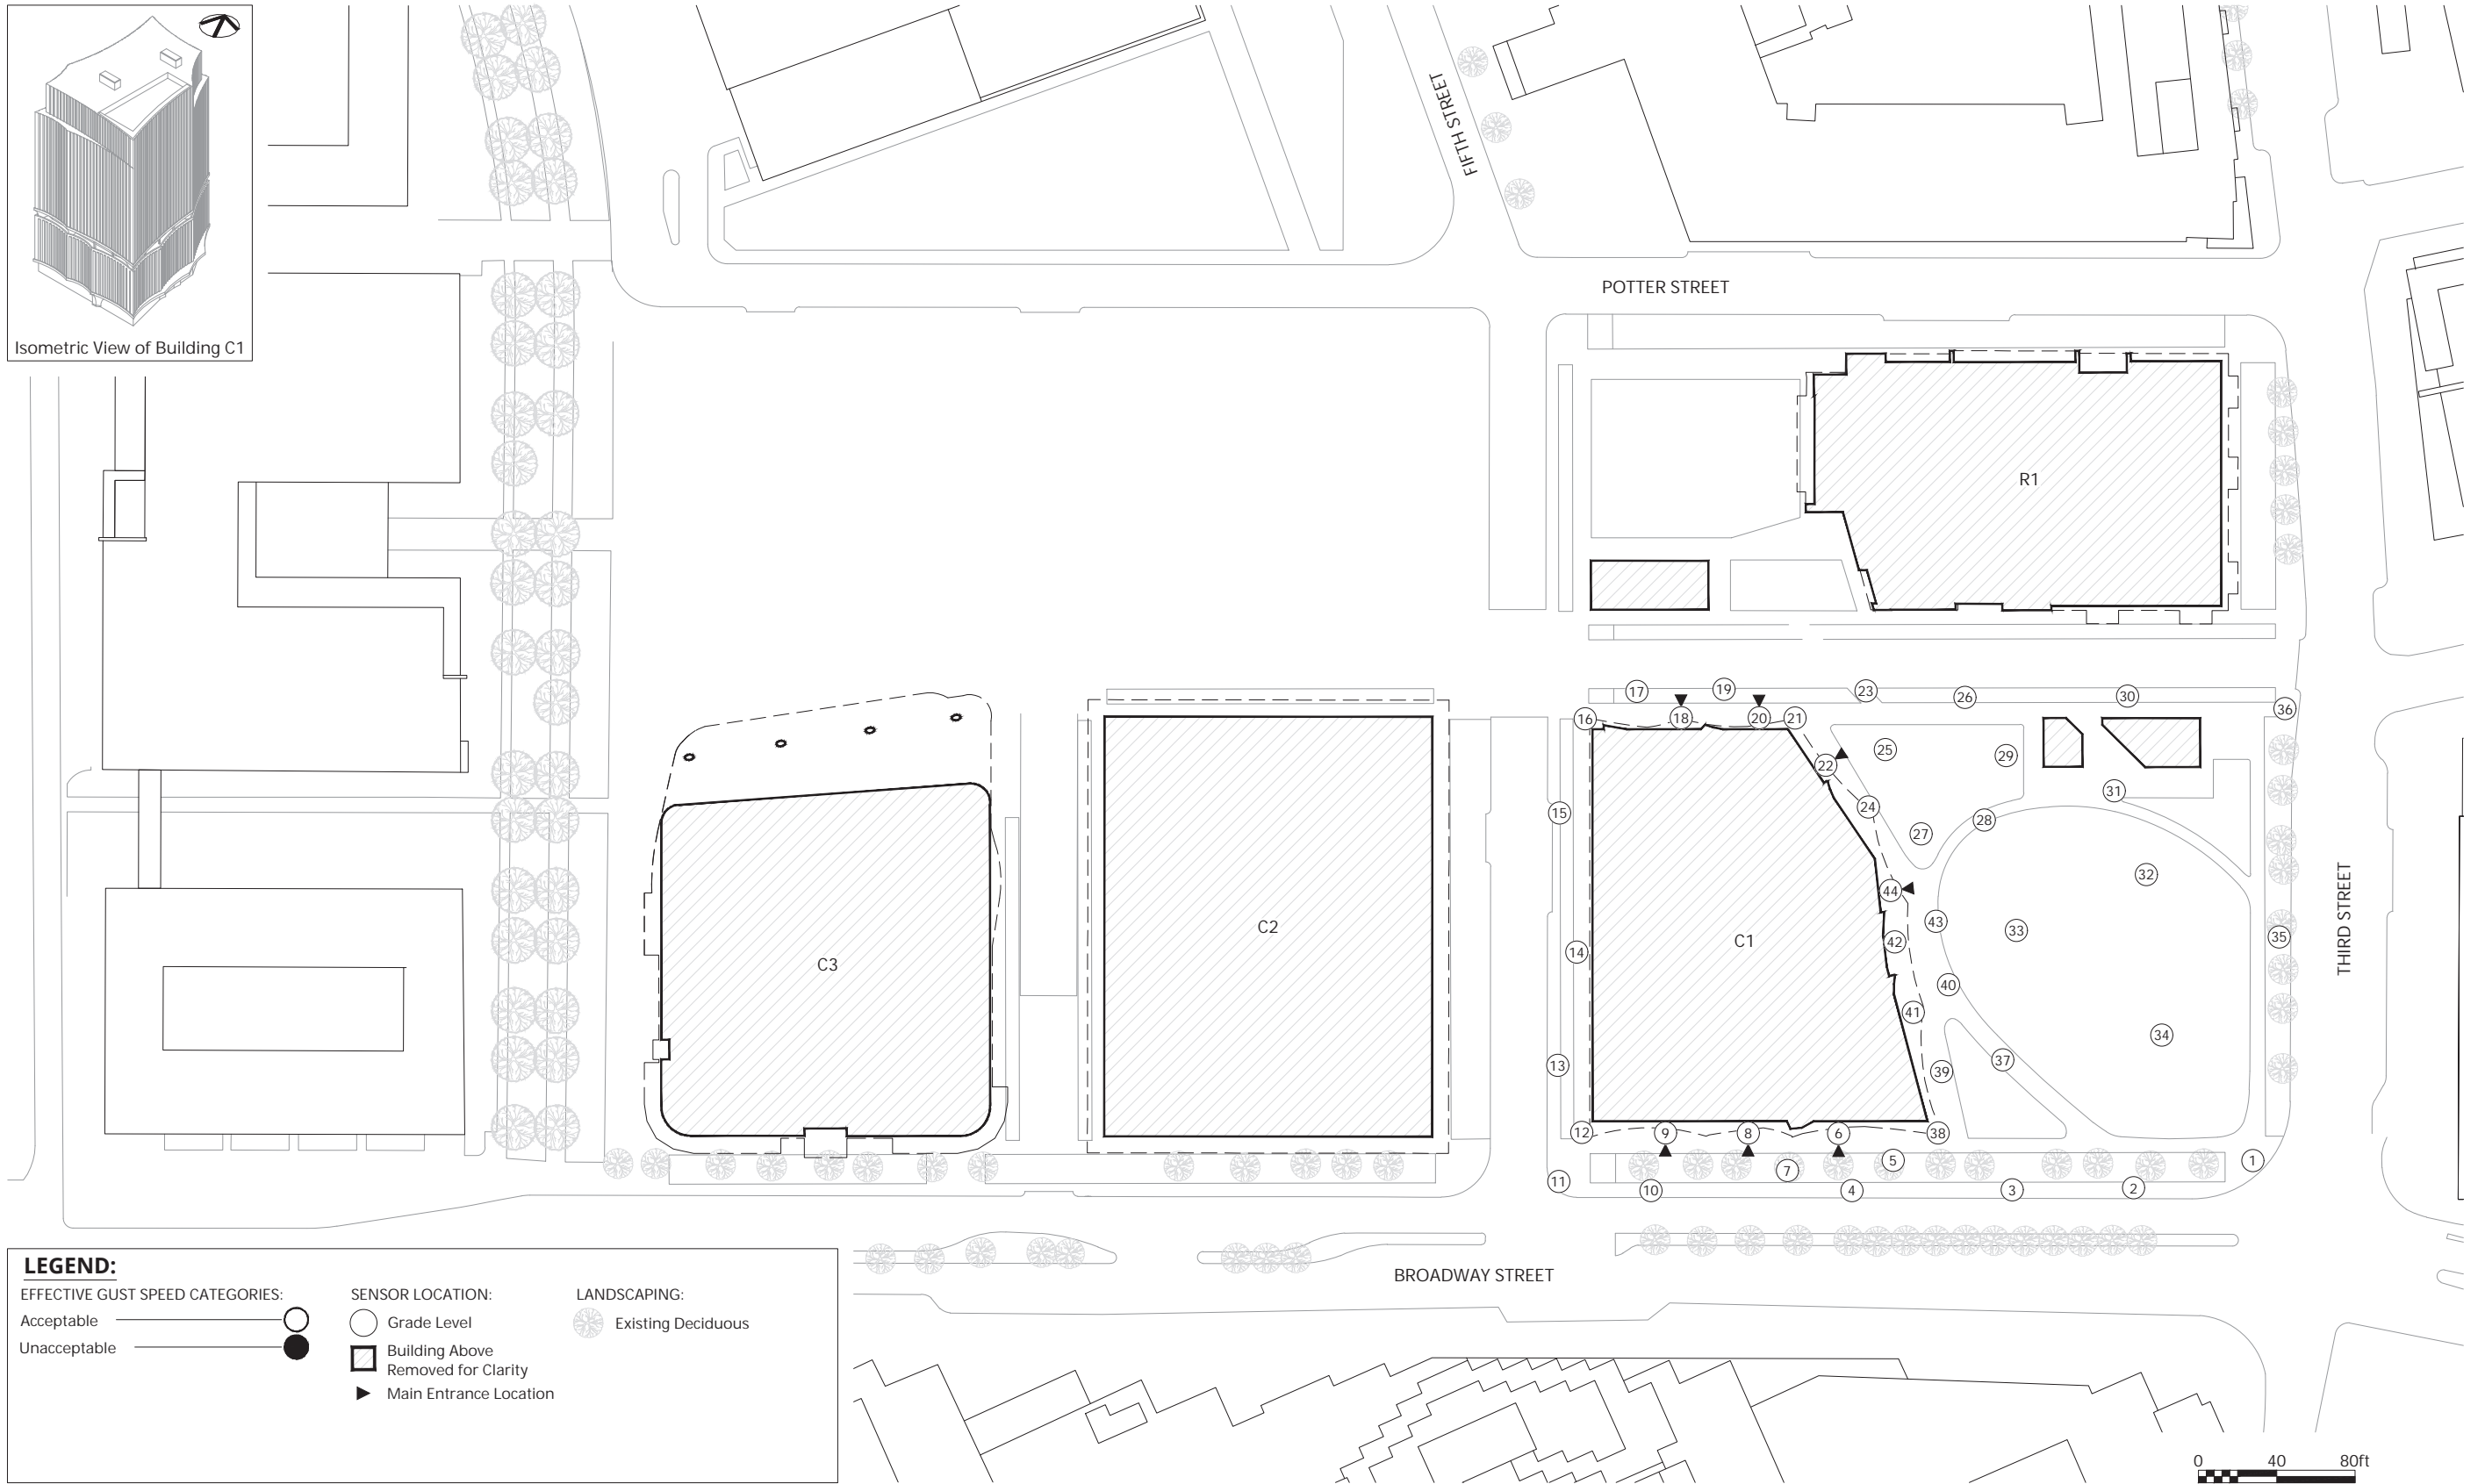 Isometric View of Building C1
FIFTH STREET
POTTER STREET
R1
17
19
23
26
30
36
16
18
20
21
22
25
29
24
31
15
28
27
32
44
43
33
35
THIRD STREET
C3
C2
C1
42
14
40
41
34
13
39
37
12
9
8
6
38
5
1
7
11
10
4
3
2
BROADWAY STREET
LEGEND:
EFFECTIVE GUST SPEED CATEGORIES:
Acceptable
Unacceptable
SENSOR LOCATION:
Grade Level
Building Above
Removed for Clarity
Main Entrance Location
LANDSCAPING:
Existing Deciduous
0 40 80ft